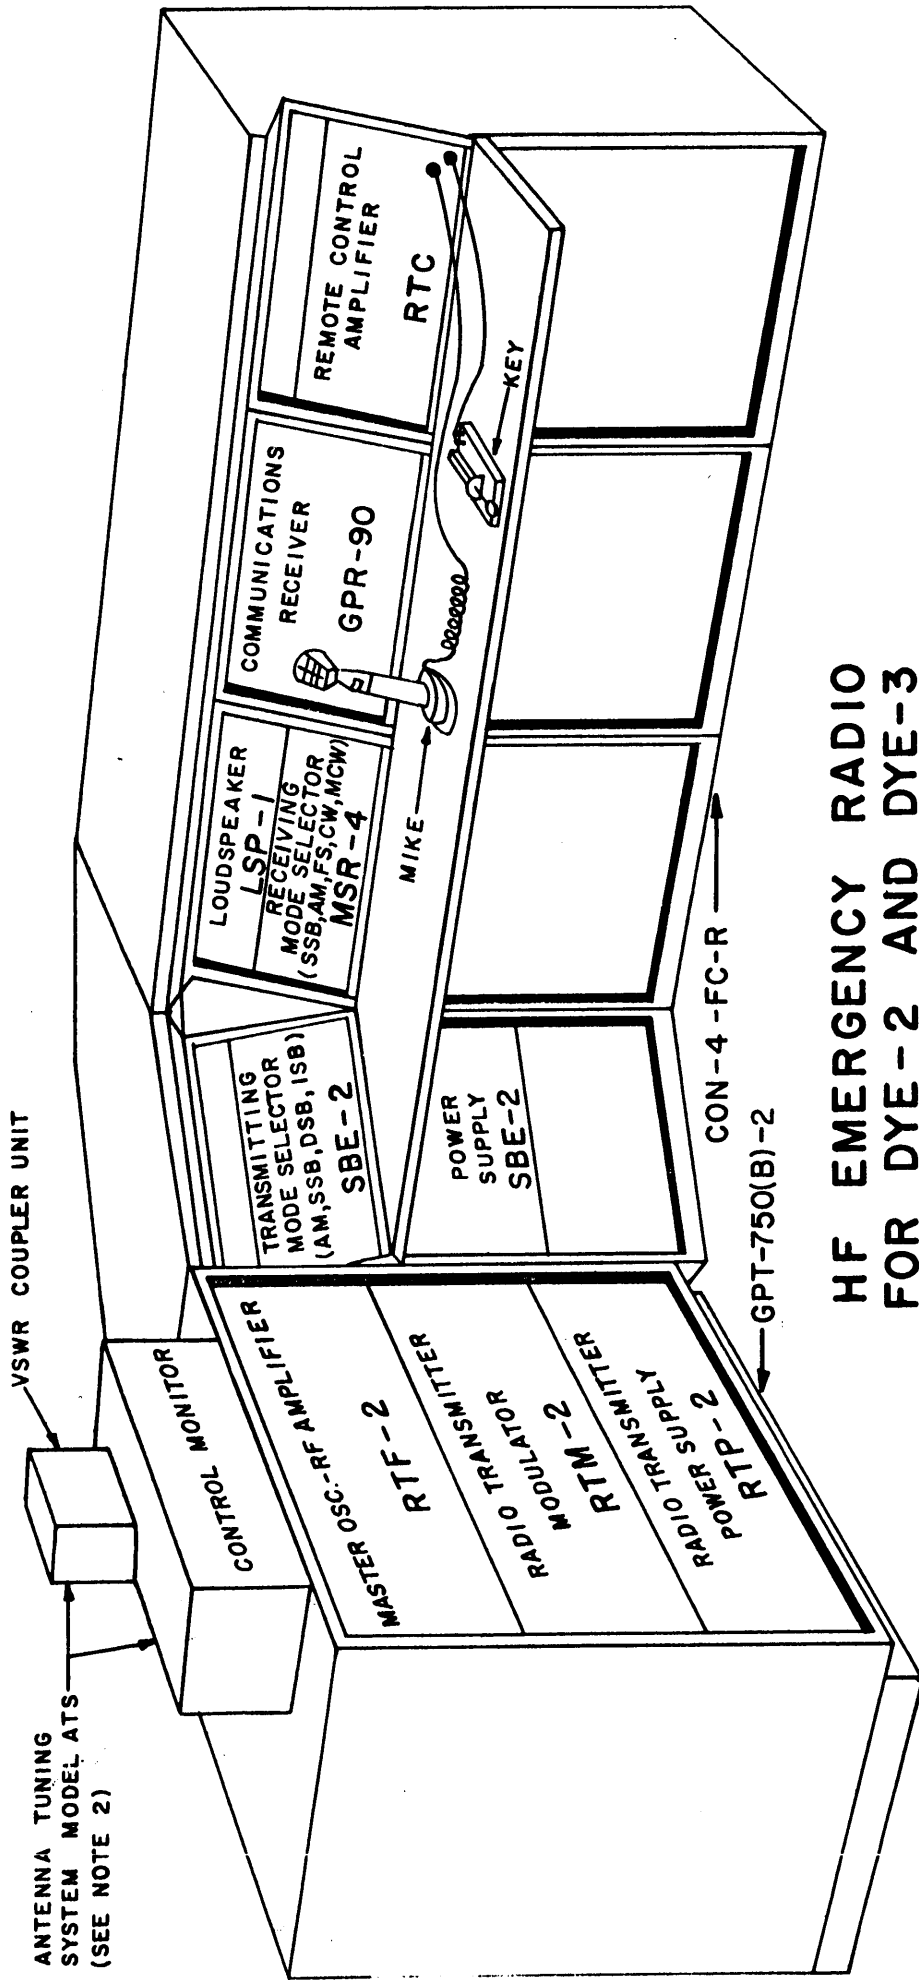 ANTENNA TUNING
SYSTEM MODEL ATS
(SEE NOTE 2)
VSWR COUPLER UNIT
CONTROL MONITOR
MASTER OSC.-RF AMPLIFIER
RTF-2
RADIO TRANSMITTER
MODULATOR
RTM-2
RADIO TRANSMITTER
POWER SUPPLY
RTP-2
TRANSMITTING
MODE SELECTOR
(AM,SSB,DSB,ISB)
SBE-2
POWER
SUPPLY
SBE-2
LOUDSPEAKER
LSP-1
RECEIVING
MODE SELECTOR
(SSB,AM,FS,CW,MCW)
MSR-4
COMMUNICATIONS
RECEIVER
GPR-90
REMOTE CONTROL
AMPLIFIER
RTC
MIKE
KEY
GPT-750(B)-2
CON-4-FC-R
HF EMERGENCY RADIO
FOR DYE-2 AND DYE-3